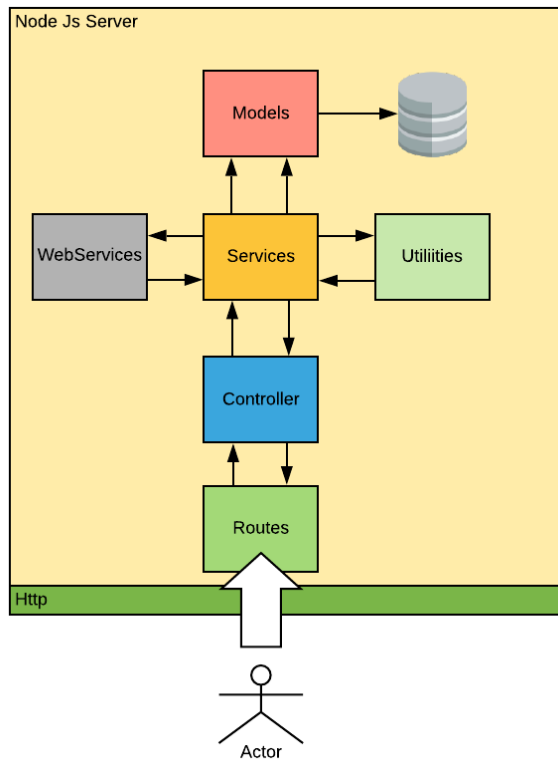 Node Js Server
Models
WebServices
Services
Utiliities
Controller
Routes
Http
Actor